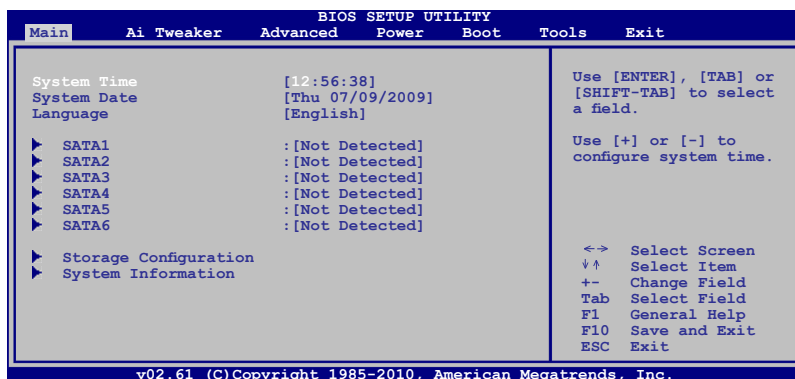 BIOS SETUP UTILITY
Main Ai Tweaker Advanced Power Boot Tools Exit
System Time [12:56:38]
System Date [Thu 07/09/2009]
Language [English]
SATA1 :[Not Detected]
SATA2 :[Not Detected]
SATA3 :[Not Detected]
SATA4 :[Not Detected]
SATA5 :[Not Detected]
SATA6 :[Not Detected]
Storage Configuration
System Information
Use [ENTER], [TAB] or
[SHIFT-TAB] to select
a field.
Use [+] or [-] to
configure system time.
←→ Select Screen
↓↑ Select Item
+- Change Field
Tab Select Field
F1 General Help
F10 Save and Exit
ESC Exit
v02.61 (C)Copyright 1985-2010, American Megatrends, Inc.